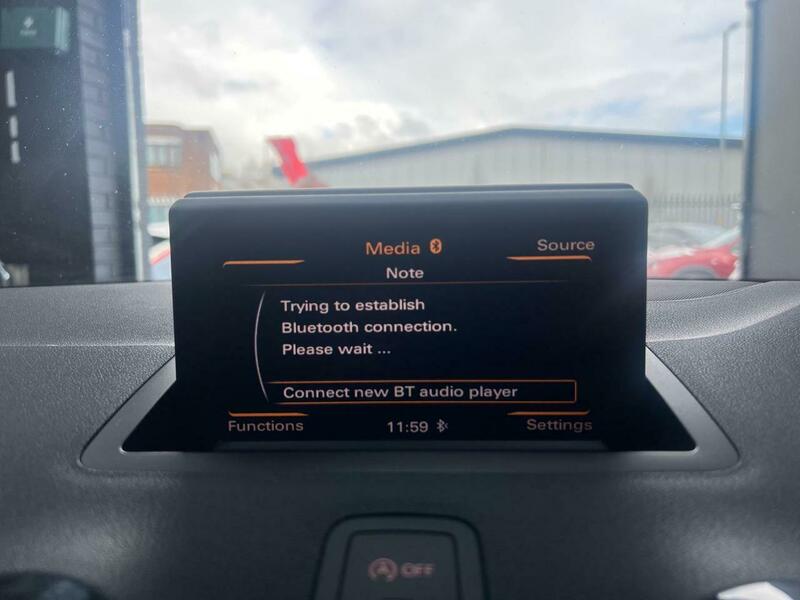 Media
Source
Note
Trying to establish
Bluetooth connection.
Please wait ...
Connect new BT audio player
Functions
11:59
Settings
A OFF